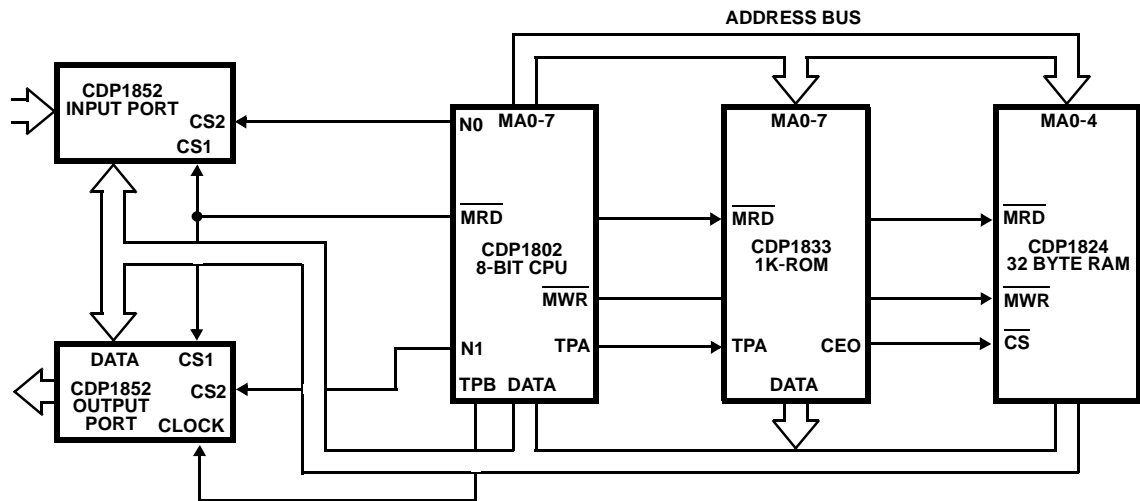 ADDRESS BUS
CDP1852
INPUT PORT
CS2
CS1
N0
MA0-7
MRD
CDP1802
8-BIT CPU
MWR
N1
TPA
TPB
DATA
MA0-7
MRD
CDP1833
1K-ROM
TPA
CEO
DATA
MA0-4
MRD
CDP1824
32 BYTE RAM
MWR
CS
DATA
CS1
CDP1852
OUTPUT
PORT
CS2
CLOCK